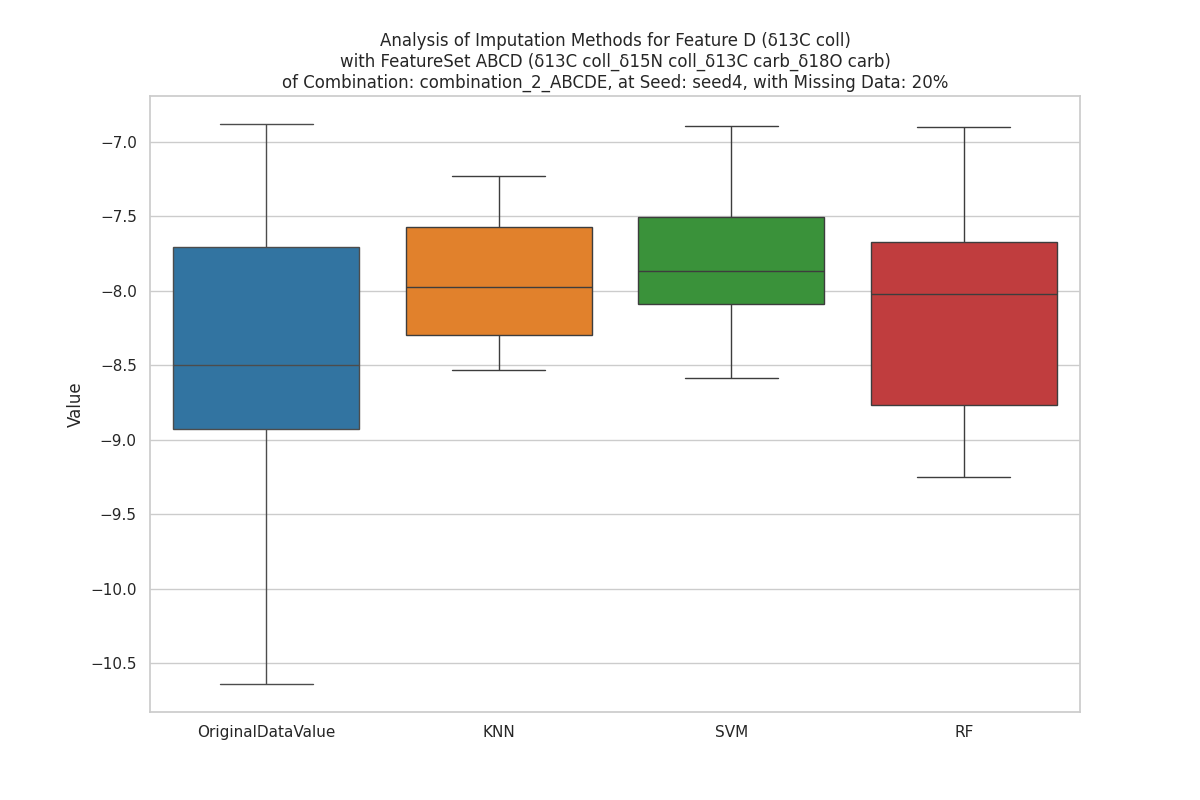 Analysis of Imputation Methods for Feature D (δ13C coll)
with FeatureSet ABCD (δ13C coll_δ15N coll_δ13C carb_δ18O carb)
of Combination: combination_2_ABCDE, at Seed: seed4, with Missing Data: 20%
Value
−7.0
−7.5
−8.0
−8.5
−9.0
−9.5
−10.0
−10.5
OriginalDataValue
KNN
SVM
RF